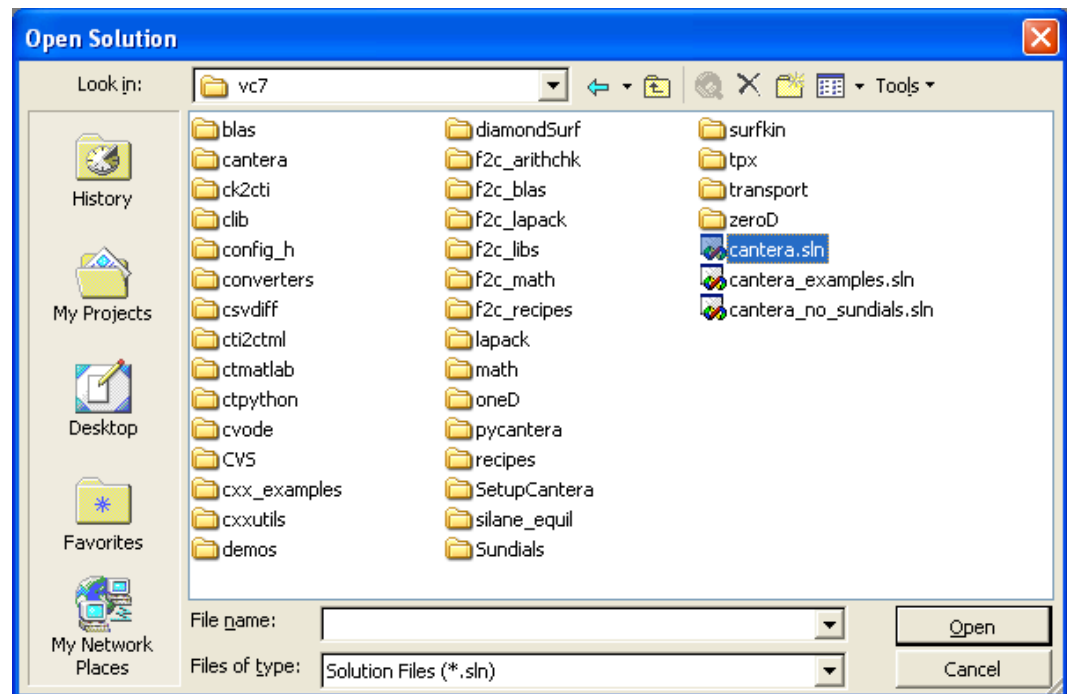 Open Solution
Look in:
vc7
Tools
History
My Projects
Desktop
Favorites
My Network
Places
blas
cantera
ck2cti
clib
config_h
converters
csvdiff
cti2ctml
ctmatlab
ctpython
cvode
CVS
cxx_examples
cxxutils
demos
diamondSurf
f2c_arithchk
f2c_blas
f2c_lapack
f2c_libs
f2c_math
f2c_recipes
lapack
math
oneD
pycantera
recipes
SetupCantera
silane_equil
Sundials
surfkin
tpx
transport
zeroD
cantera.sln
cantera_examples.sln
cantera_no_sundials.sln
File name:
Open
Files of type:
Solution Files (*.sln)
Cancel